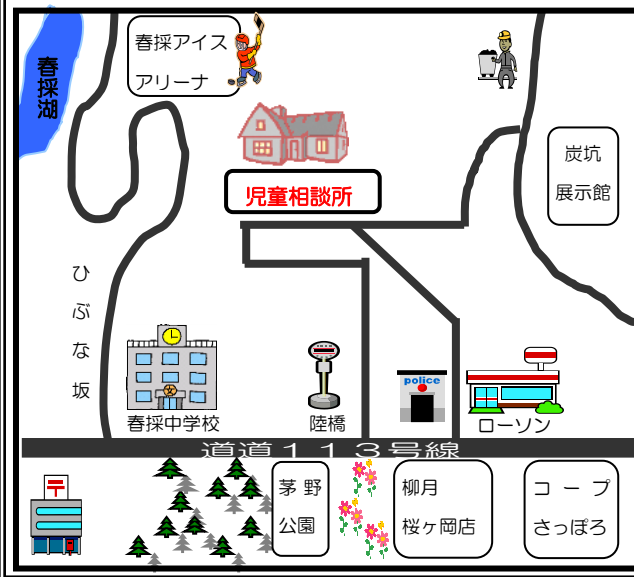 春採湖
春採アイス
アリーナ
児童相談所
炭坑
展示館
ひぶな坂
春採中学校
陸橋
police
ローソン
道道113号線
〒
茅野
公園
柳月
桜ヶ岡店
コープ
さっぽろ